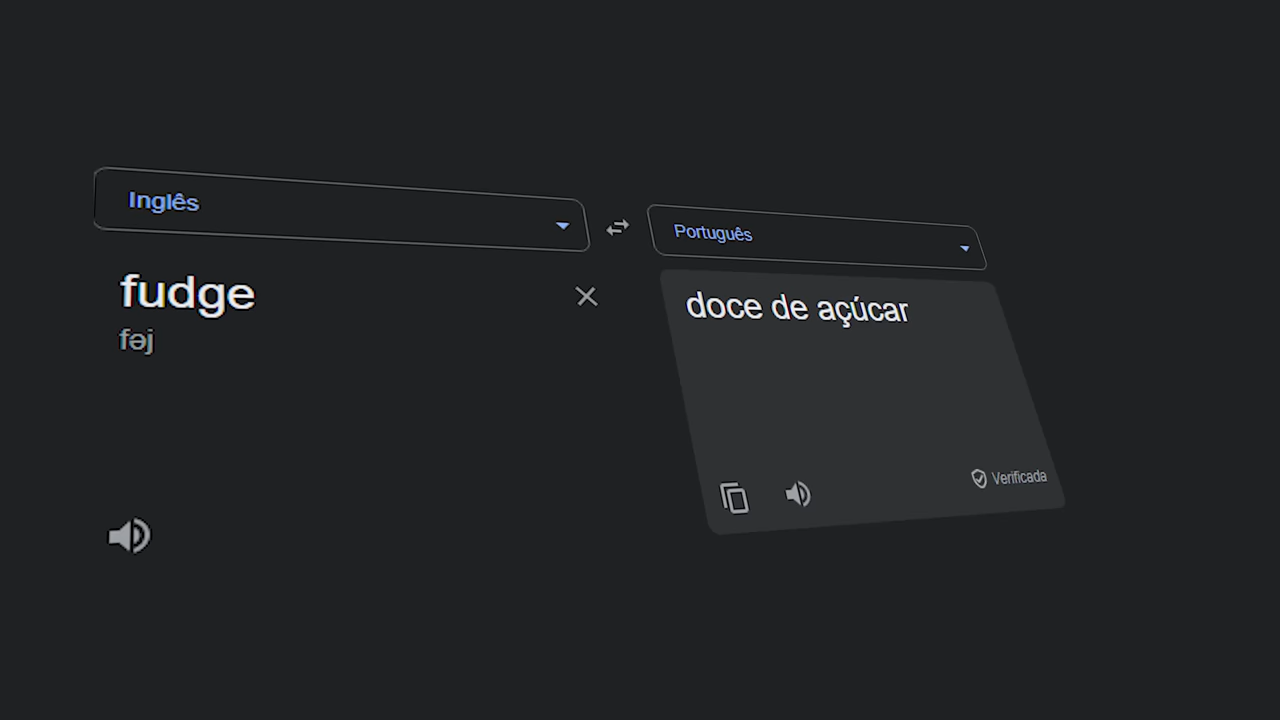 Inglês
Português
fudge
fəj
doce de açúcar
Verificada